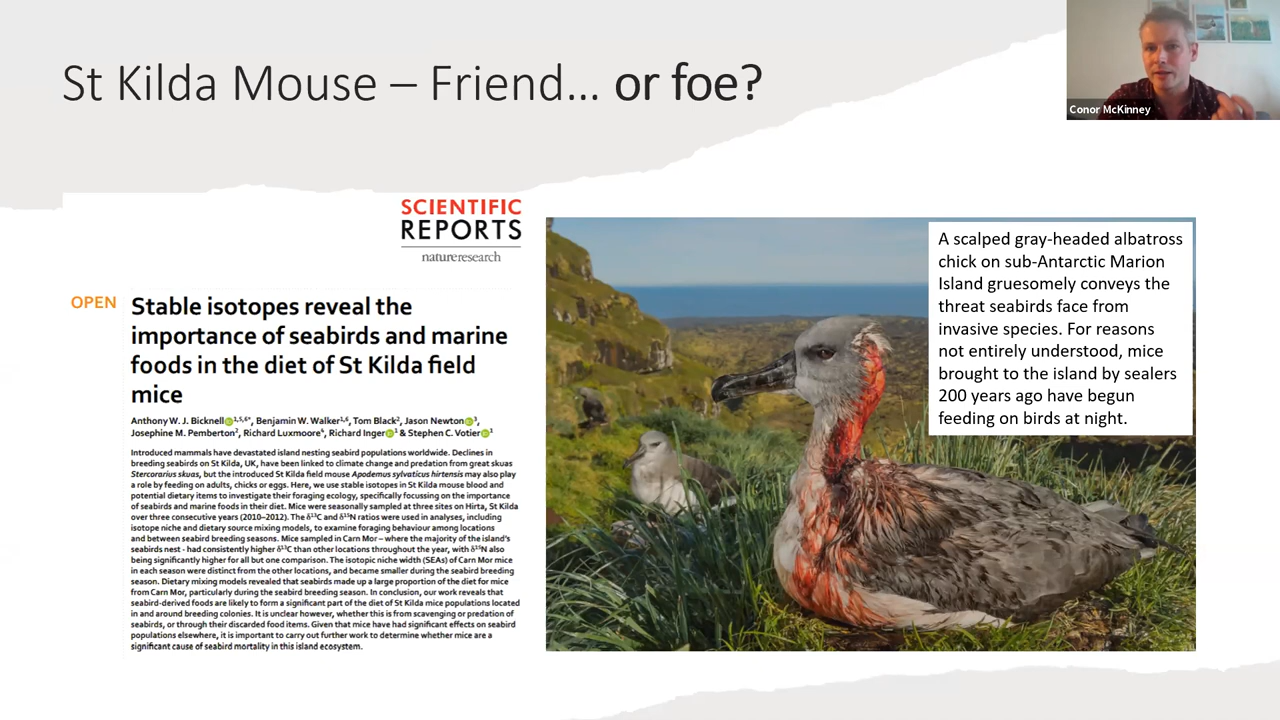 St Kilda Mouse – Friend… or foe?
Conor McKinney
SCIENTIFIC
REPORTS
natureresearch
OPEN
Stable isotopes reveal the
importance of seabirds and marine
foods in the diet of St Kilda field
mice
Anthony W. J. Bicknell 1,5,6*, Benjamin W. Walker 1,6, Tom Black 2, Jason Newton 3,
Josephine M. Pemberton 2, Richard Luxmoore 4, Richard Inger 1 & Stephen C. Votier 1
Introduced mammals have devastated island nesting seabird populations worldwide. Declines in
breeding seabirds on St Kilda, UK, have been linked to climate change and predation from great skuas
Stercorarius skuas, but the introduced St Kilda field mouse Apodemus sylvaticus hirtensis may also play
a role by feeding on adults, chicks or eggs. Here, we use stable isotopes in St Kilda mouse blood and
potential dietary items to investigate their foraging ecology, specifically focussing on the importance
of seabirds and marine foods in their diet. Mice were seasonally sampled at three sites on Hirta, St Kilda
over three consecutive years (2010–2012). The δ13C and δ15N ratios were used in analyses, including
isotope niche and dietary source mixing models, to examine foraging behaviour among locations
and between seabird breeding seasons. Mice sampled in Carn Mor – where the majority of the island's
seabirds nest - had consistently higher δ13C than other locations throughout the year, with δ15N also
being significantly higher for all but one comparison. The isotopic niche width (SEAs) of Carn Mor mice
in each season were distinct from the other locations, and became smaller during the seabird breeding
season. Dietary mixing models revealed that seabirds made up a large proportion of the diet for mice
from Carn Mor, particularly during the seabird breeding season. In conclusion, our work reveals that
seabird-derived foods are likely to form a significant part of the diet of St Kilda mice populations located
in and around breeding colonies. It is unclear however, whether this is from scavenging or predation of
seabirds, or through their discarded food items. Given that mice have had significant effects on seabird
populations elsewhere, it is important to carry out further work to determine whether mice are a
significant cause of seabird mortality in this island ecosystem.
A scalped gray-headed albatross
chick on sub-Antarctic Marion
Island gruesomely conveys the
threat seabirds face from
invasive species. For reasons
not entirely understood, mice
brought to the island by sealers
200 years ago have begun
feeding on birds at night.